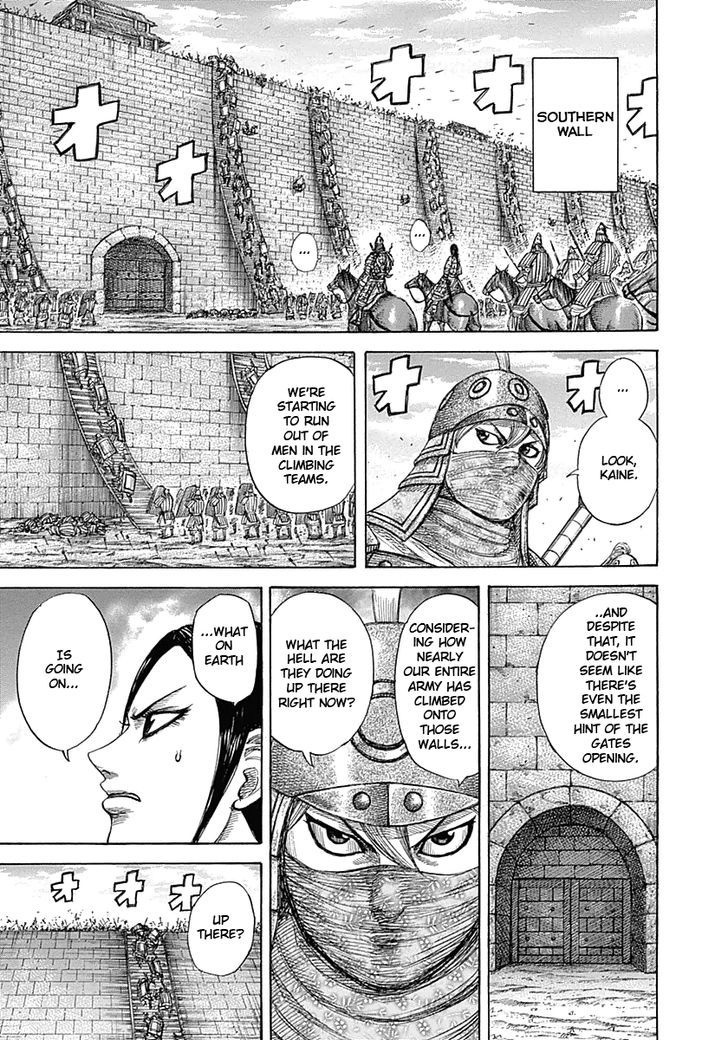 SOUTHERN
WALL
オ
オ
オ
オ
オ
...
...
...
LOOK,
KAINE.
オ
オ
WE'RE
STARTING
TO RUN
OUT OF
MEN IN THE
CLIMBING
TEAMS.
..AND
DESPITE
THAT, IT
DOESN'T
SEEM LIKE
THERE'S
EVEN THE
SMALLEST
HINT OF THE
GATES
OPENING.
CONSIDER-
ING HOW
NEARLY
OUR ENTIRE
ARMY HAS
CLIMBED
ONTO
THOSE
WALLS...
WHAT THE
HELL ARE
THEY DOING
UP THERE
RIGHT NOW?
...WHAT
ON
EARTH
IS
GOING
ON...
UP
THERE?
オ
オ
オ